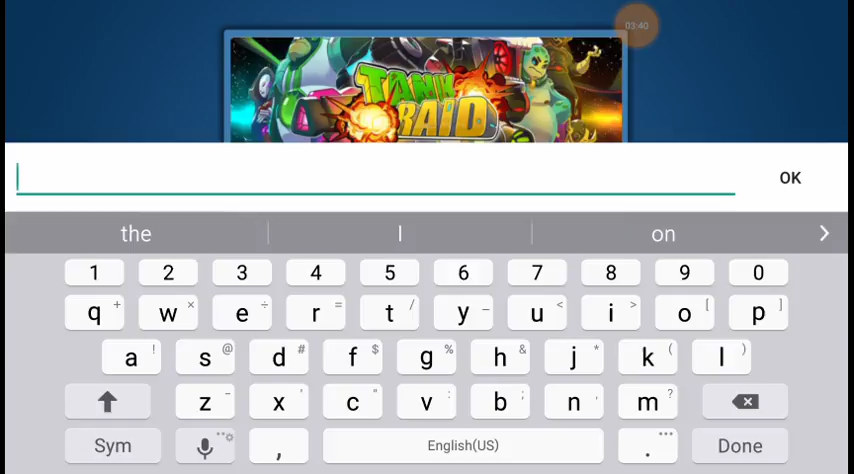 03:40
TANK
RAID
OK
the I on
1 2 3 4 5 6 7 8 9 0
q + w × e ÷ r = t / y _ u < i > o [ p ]
a ! s @ d # f $ g % h & j * k ( l )
z - x ' c " v : b ; n , m ?
Sym , English(US) . ... Done